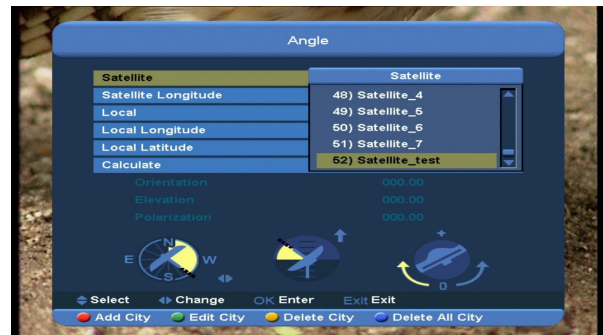 Angle
Satellite
Satellite Longitude
Local
Local Longitude
Local Latitude
Calculate
Satellite
48) Satellite_4
49) Satellite_5
50) Satellite_6
51) Satellite_7
52) Satellite_test
Orientation 000.00
Elevation 000.00
Polarization 000.00
N
E W
S
+
0
Select Change OK Enter Exit Exit
Add City Edit City Delete City Delete All City